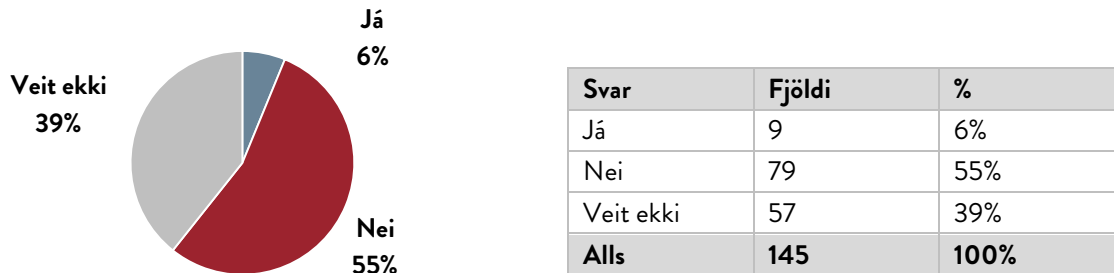 Já
6%
Veit ekki
39%
Nei
55%
Svar Fjöldi %
Já 9 6%
Nei 79 55%
Veit ekki 57 39%
Alls 145 100%